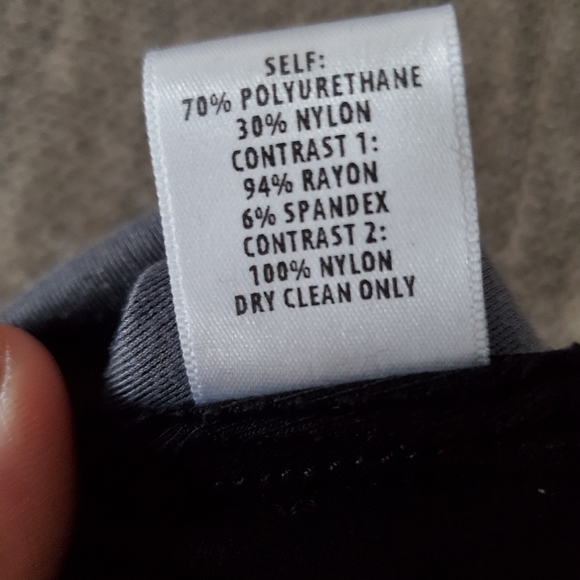 SELF:
70% POLYURETHANE
30% NYLON
CONTRAST 1:
94% RAYON
6% SPANDEX
CONTRAST 2:
100% NYLON
DRY CLEAN ONLY